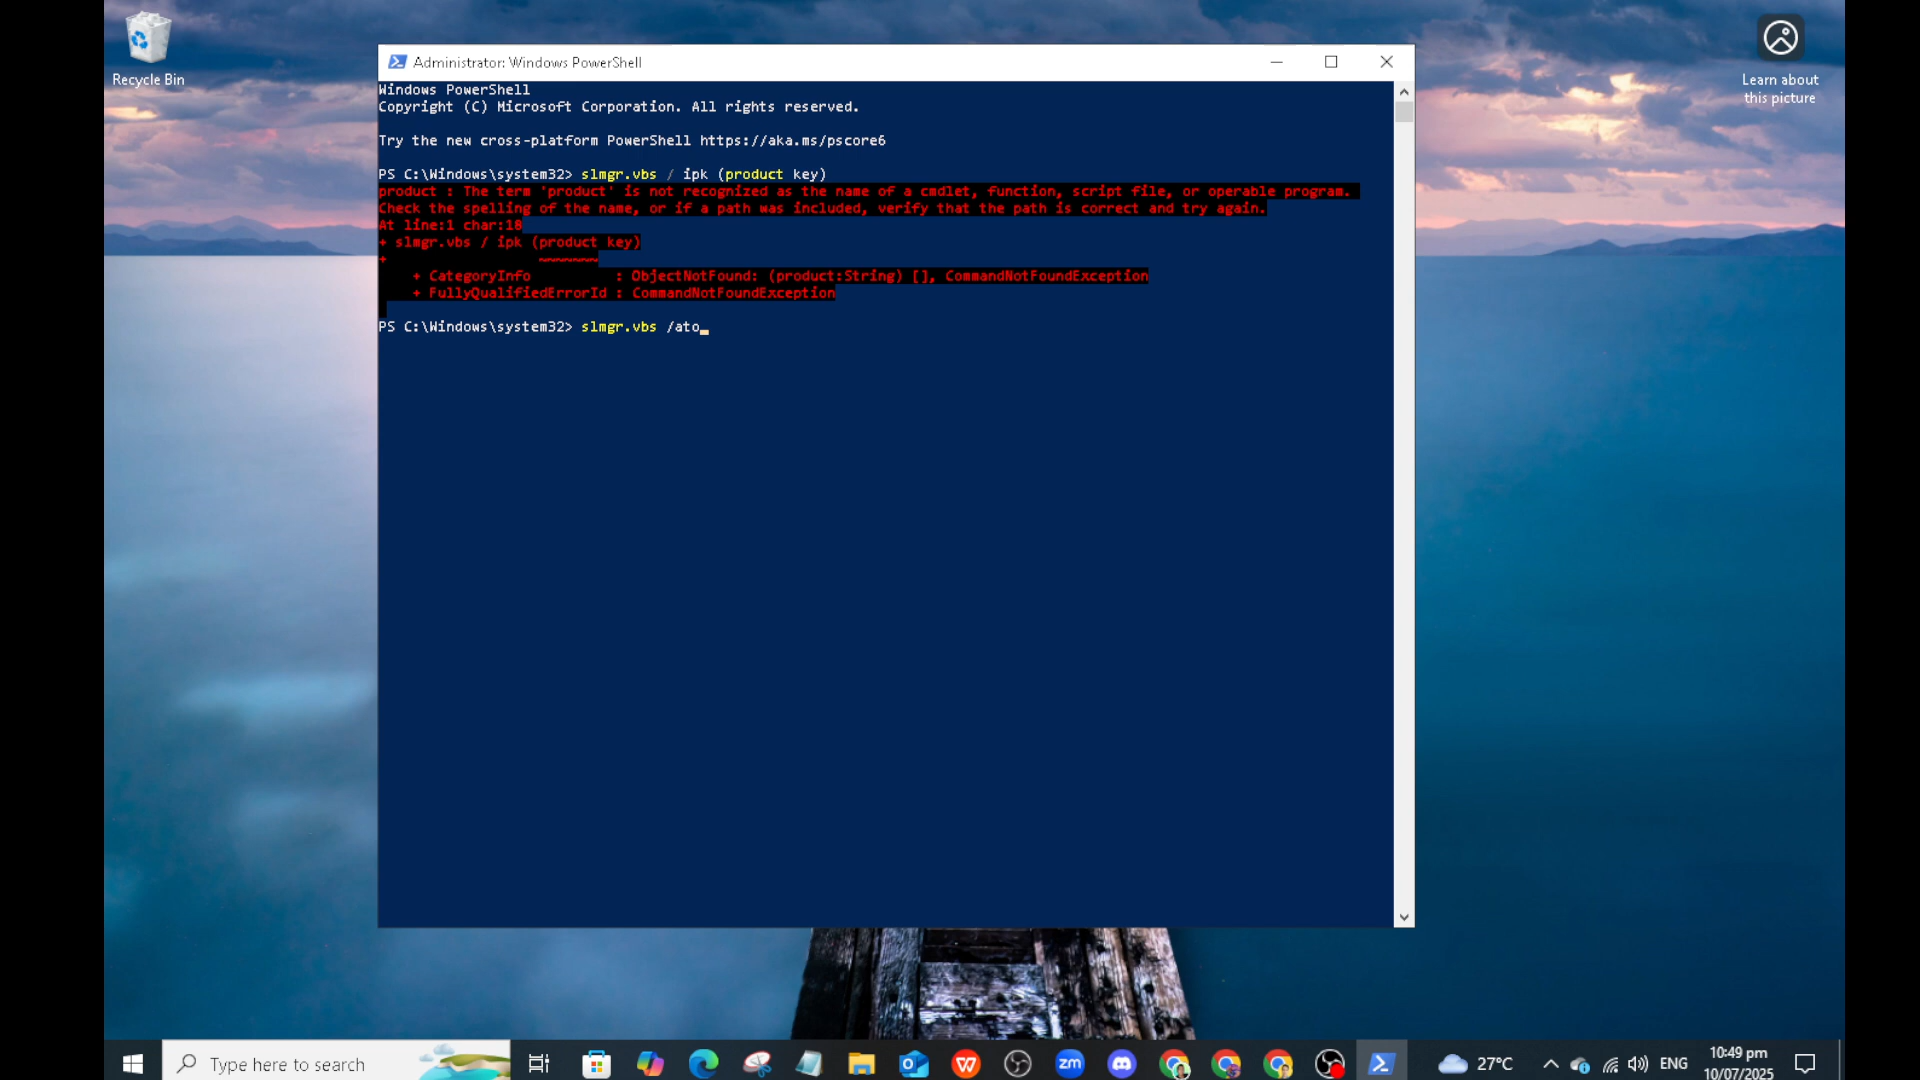 Recycle Bin
Learn about
this picture
Administrator: Windows PowerShell
Windows PowerShell
Copyright (C) Microsoft Corporation. All rights reserved.
Try the new cross-platform PowerShell https://aka.ms/pscore6
PS C:\Windows\system32> slmgr.vbs / ipk (product key)
product : The term 'product' is not recognized as the name of a cmdlet, function, script file, or operable program.
Check the spelling of the name, or if a path was included, verify that the path is correct and try again.
At line:1 char:18
+ slmgr.vbs / ipk (product key)
+                  ~~~~~~~
    + CategoryInfo          : ObjectNotFound: (product:String) [], CommandNotFoundException
    + FullyQualifiedErrorId : CommandNotFoundException
PS C:\Windows\system32> slmgr.vbs /ato_
Type here to search
zm
27°C
ENG
10:49 pm
10/07/2025